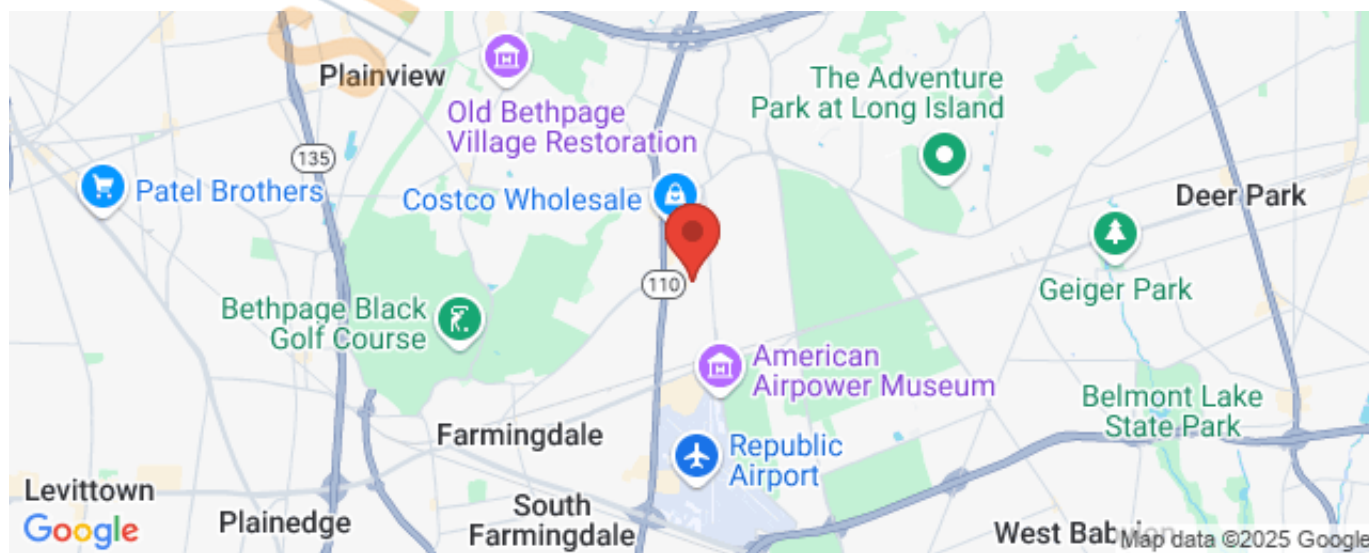 Plainview
Old Bethpage
Village Restoration
The Adventure
Park at Long Island
135
Patel Brothers
Costco Wholesale
Deer Park
110
Geiger Park
Bethpage Black
Golf Course
American
Airpower Museum
Belmont Lake
State Park
Farmingdale
Republic
Airport
Levittown
Google
Plainedge
South
Farmingdale
West Babylon
Map data ©2025 Google